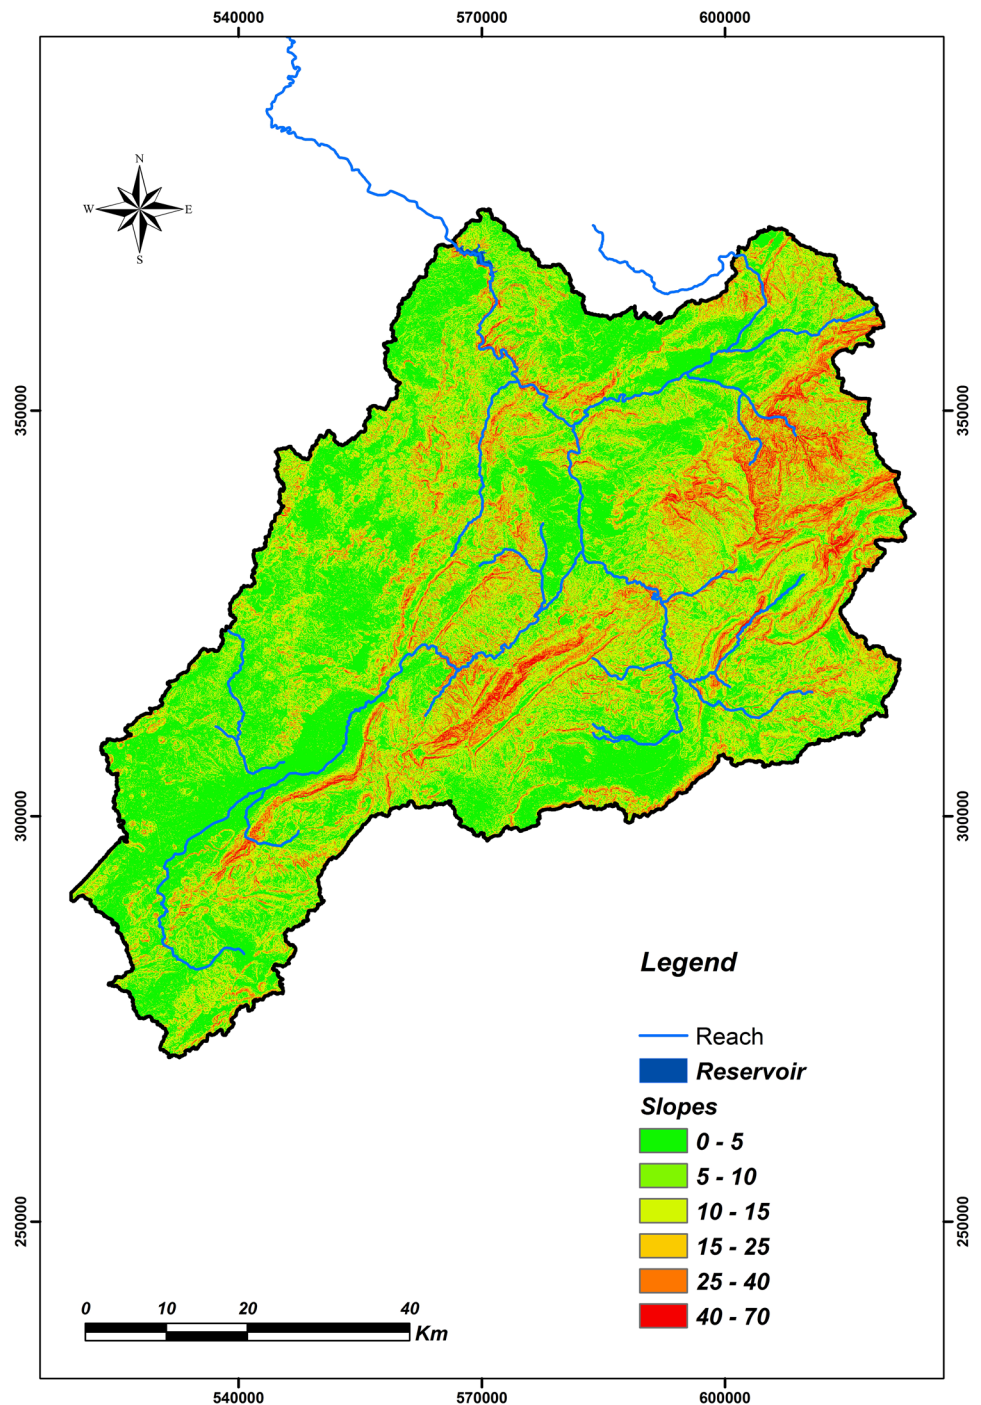 540000 570000 600000
N
W E
S
350000 350000
300000 300000
Legend
Reach
Reservoir
Slopes
0 - 5
5 - 10
10 - 15
15 - 25
25 - 40
40 - 70
250000 250000
0 10 20 40
Km
540000 570000 600000